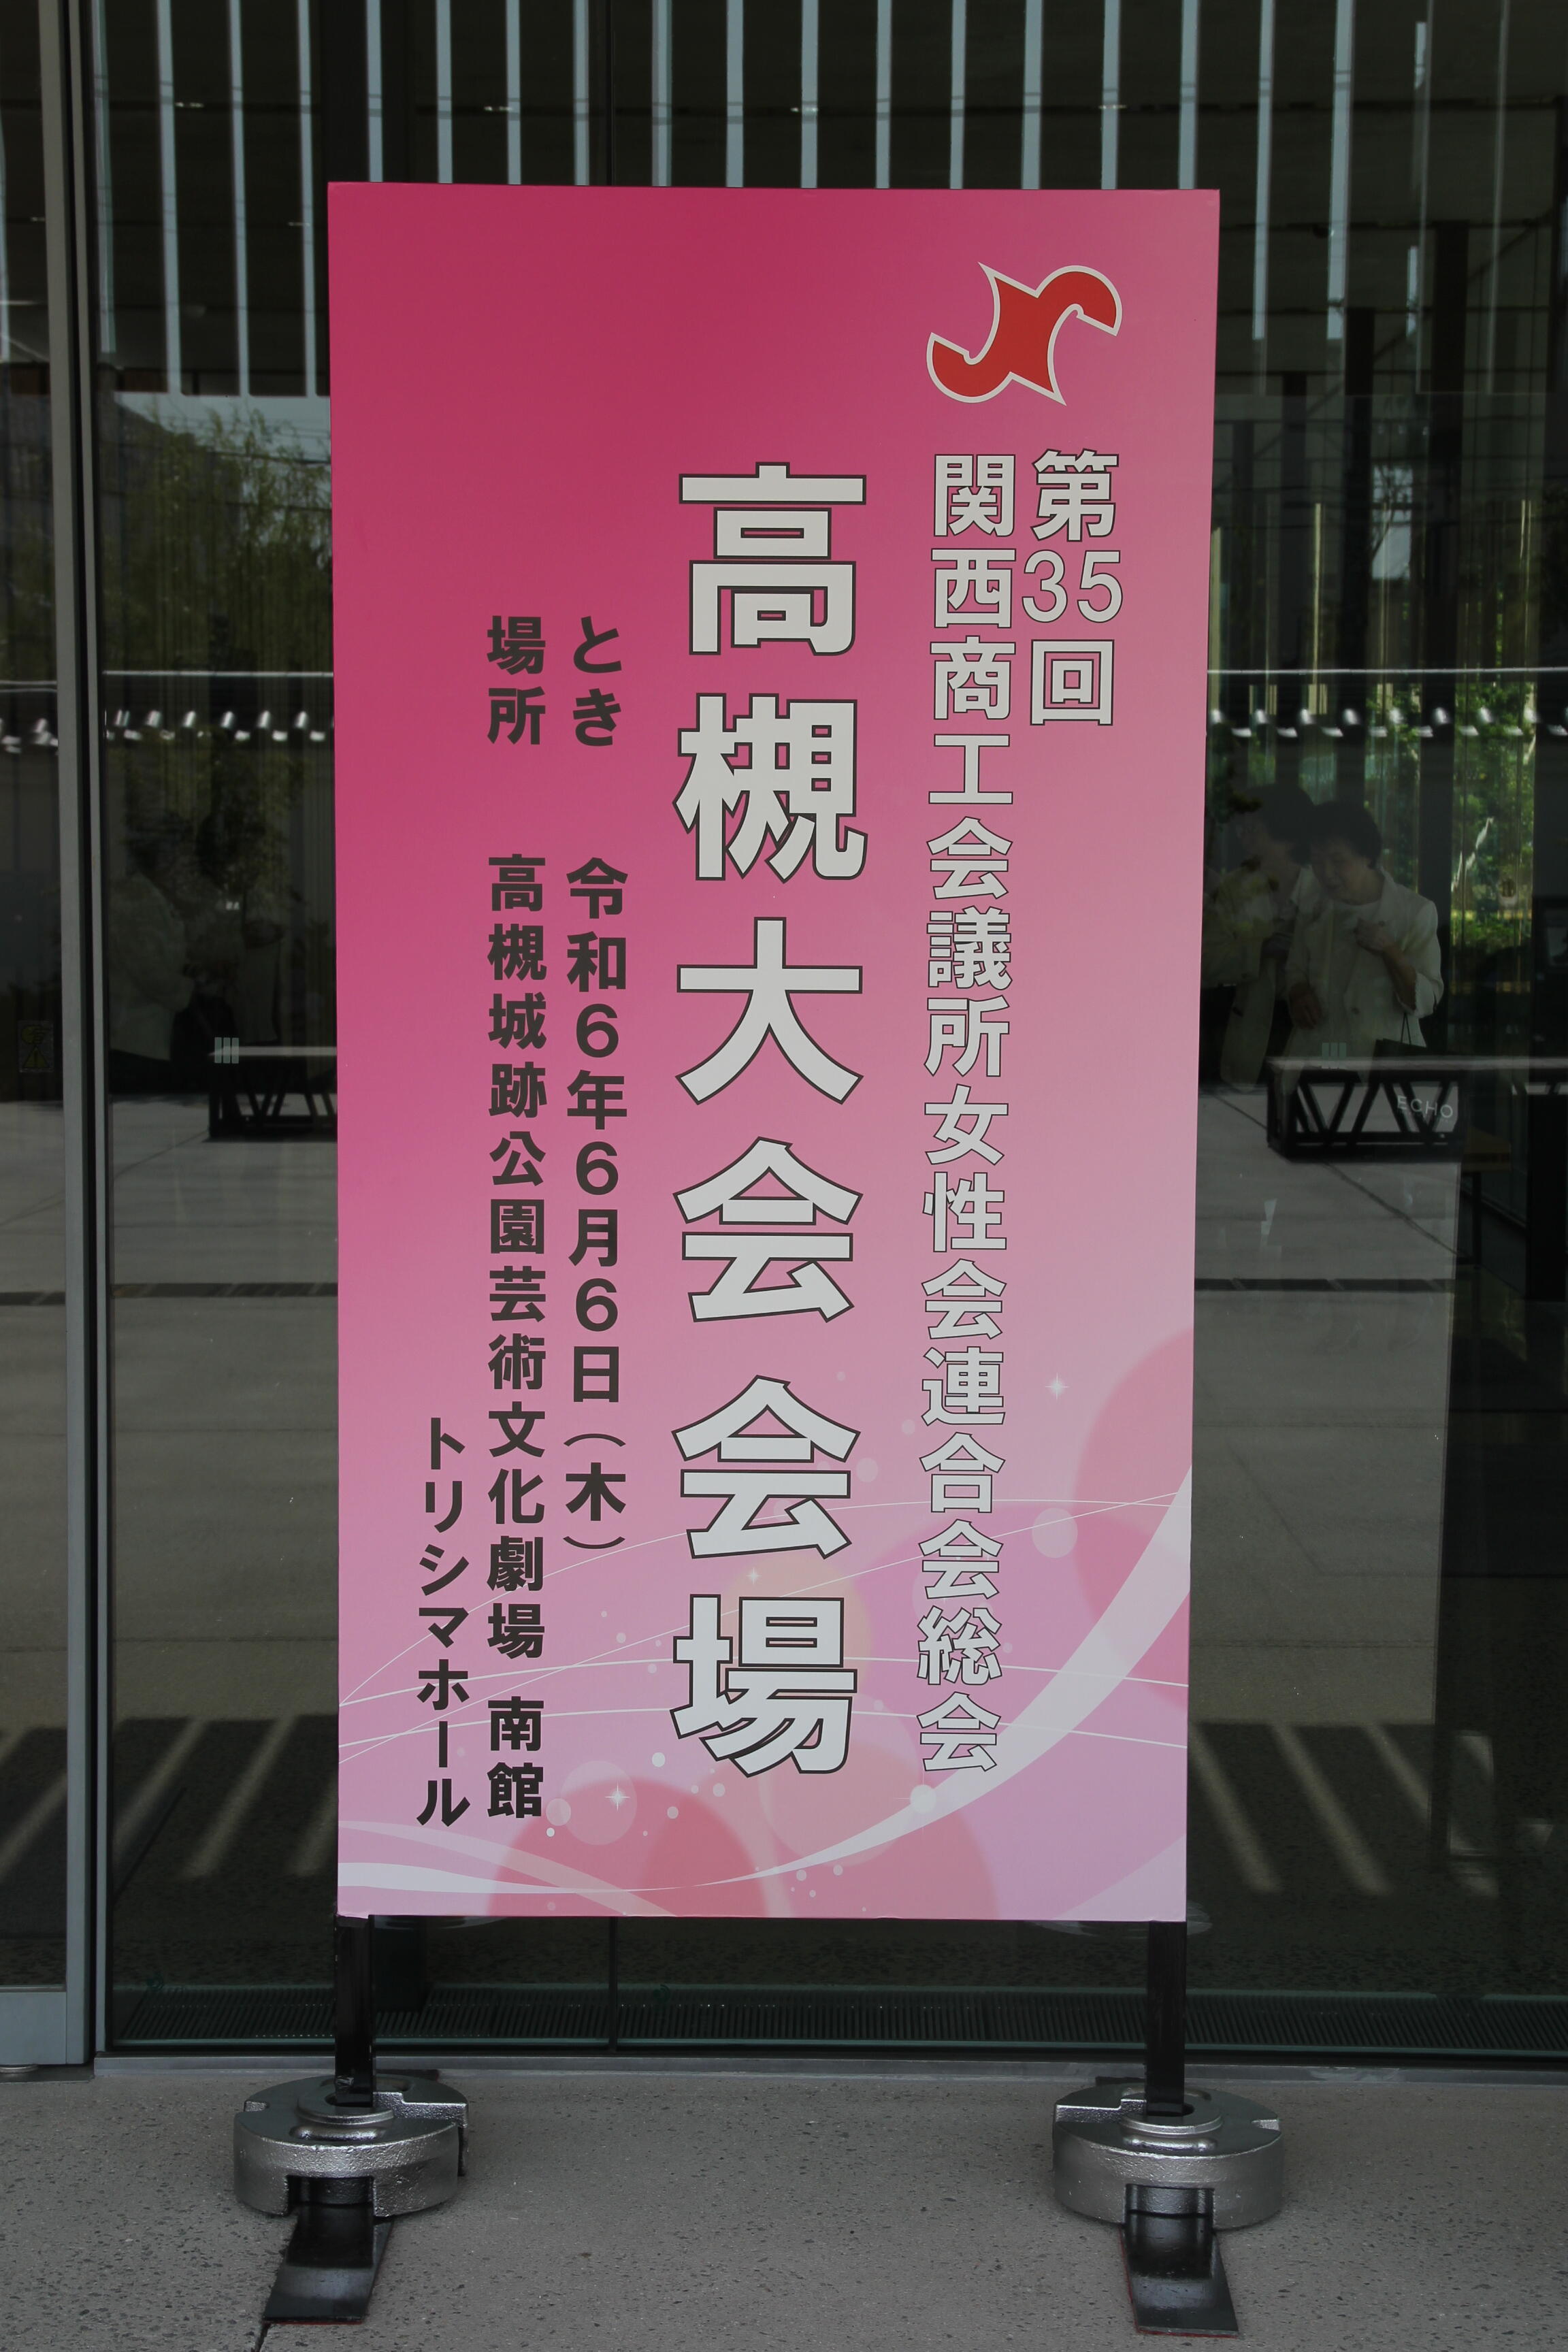 第35回
関西商工会議所女性会連合会総会
高槻大会会場
とき 令和6年6月6日（木）
場所 高槻城跡公園芸術文化劇場 南館
トリシマホール
ECHO